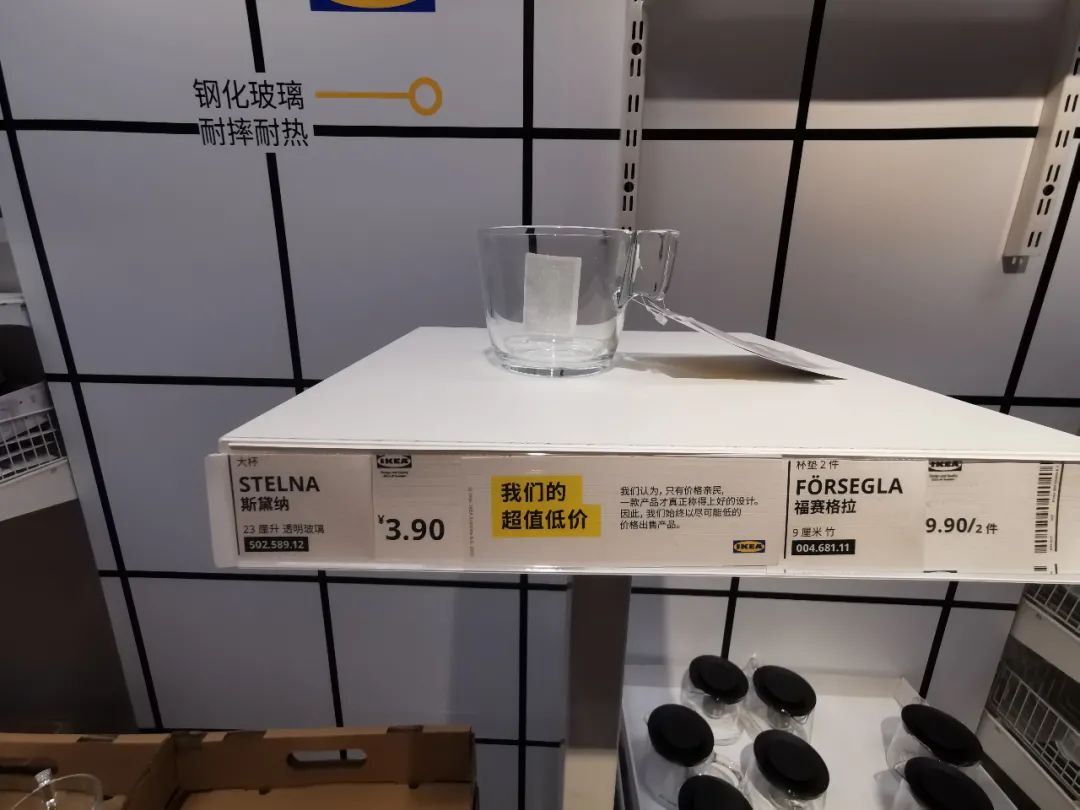 钢化玻璃
耐摔耐热
大杯
STELNA
斯黛纳
23 厘升 透明玻璃
502.589.12
IKEA
¥3.90
我们的
超值低价
我们认为，只有价格亲民，
一款产品才真正称得上好的设计。
因此，我们始终以尽可能低的
价格出售产品。
IKEA
杯垫 2 件
FÖRSEGLA
福赛格拉
9 厘米 竹
004.681.11
IKEA
9.90/2 件